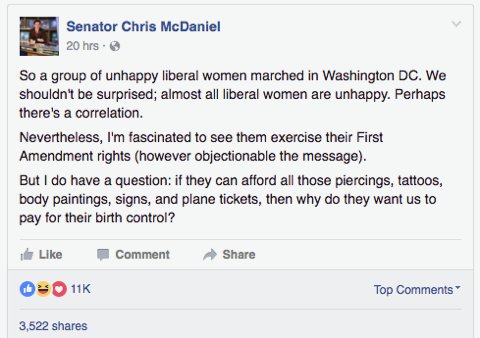 Senator Chris McDaniel
20 hrs ·
So a group of unhappy liberal women marched in Washington DC. We
shouldn't be surprised; almost all liberal women are unhappy. Perhaps
there's a correlation.
Nevertheless, I'm fascinated to see them exercise their First
Amendment rights (however objectionable the message).
But I do have a question: if they can afford all those piercings, tattoos,
body paintings, signs, and plane tickets, then why do they want us to
pay for their birth control?
Like Comment Share
11K Top Comments
3,522 shares